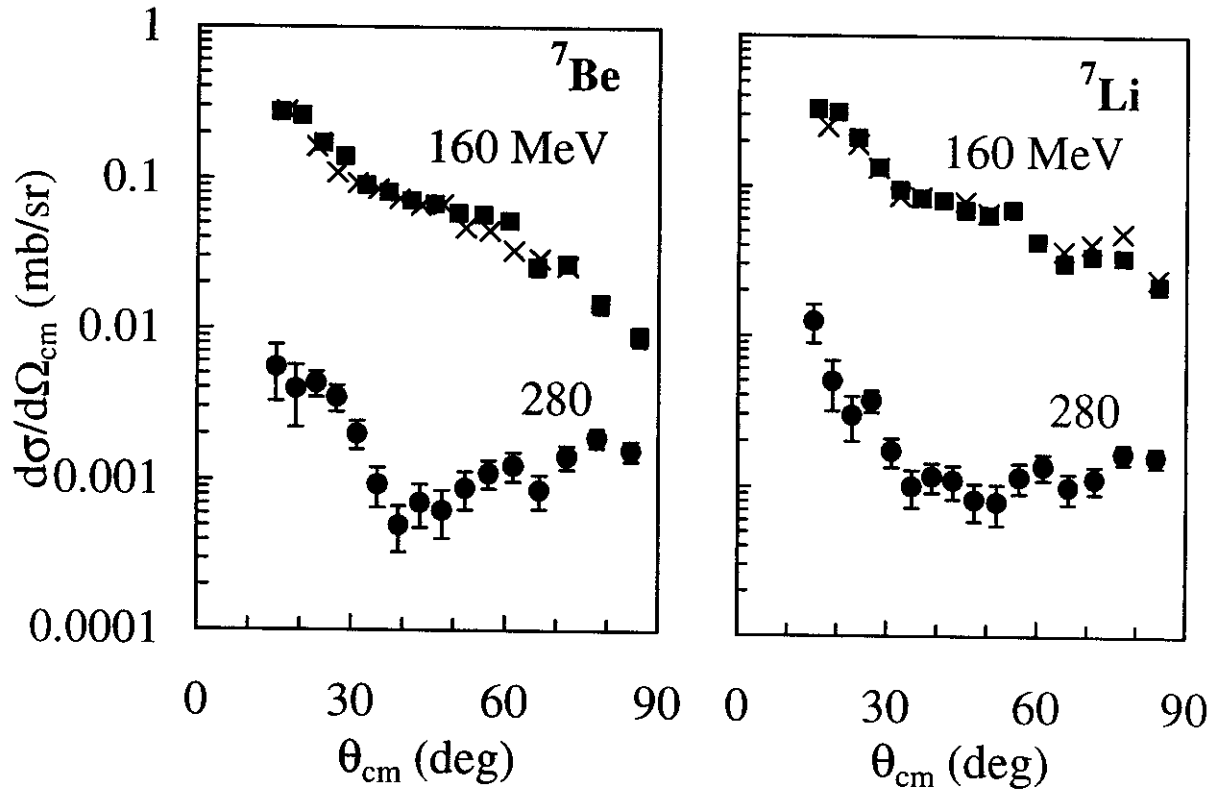 1
0.1
0.01
0.001
0.0001
dσ/dΩcm (mb/sr)
⁷Be
160 MeV
280
0 30 60 90
θcm (deg)
⁷Li
160 MeV
280
0 30 60 90
θcm (deg)